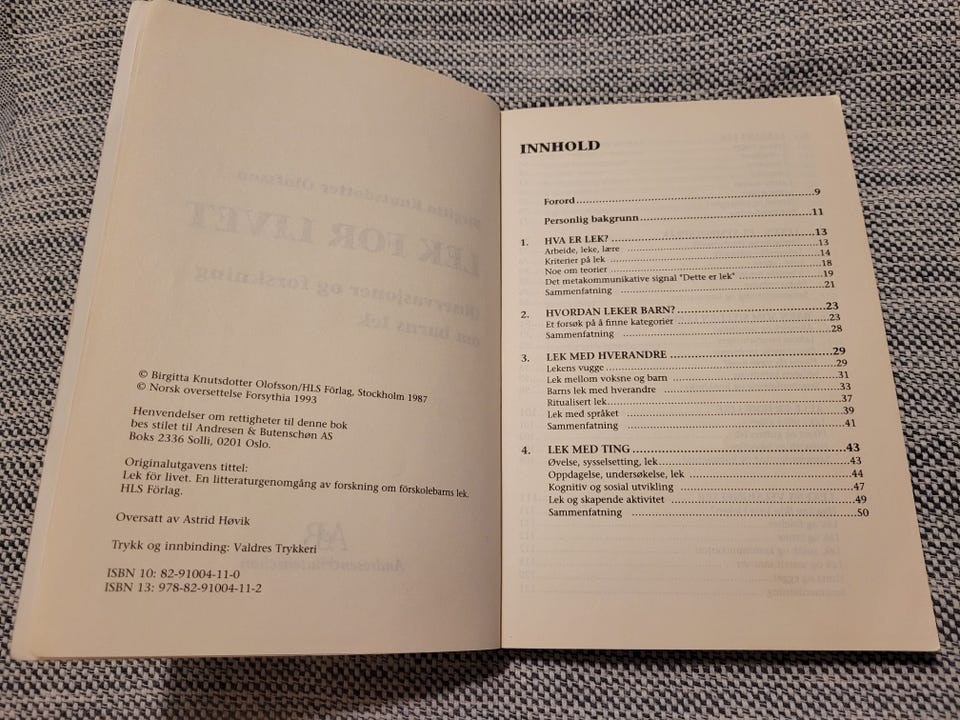 © Birgitta Knutsdotter Olofsson/HLS Förlag, Stockholm 1987
© Norsk oversettelse Forsythia 1993
Henvendelser om rettigheter til denne bok
bes stilet til Andresen & Butenschøn AS
Boks 2336 Solli, 0201 Oslo.
Originalutgavens tittel:
Lek för livet. En litteraturgenomgång av forskning om förskolebarns lek.
HLS Förlag.
Oversatt av Astrid Høvik
Trykk og innbinding: Valdres Trykkeri
ISBN 10: 82-91004-11-0
ISBN 13: 978-82-91004-11-2
INNHOLD
Forord 9
Personlig bakgrunn 11
1. HVA ER LEK? 13
Arbeide, leke, lære 13
Kriterier på lek 14
Noe om teorier 18
Det metakommunikative signal "Dette er lek" 19
Sammenfatning 21
2. HVORDAN LEKER BARN? 23
Et forsøk på å finne kategorier 23
Sammenfatning 28
3. LEK MED HVERANDRE 29
Lekens vugge 29
Lek mellom voksne og barn 31
Barns lek med hverandre 33
Ritualisert lek 37
Lek med språket 39
Sammenfatning 41
4. LEK MED TING 43
Øvelse, sysselsetting, lek 43
Oppdagelse, undersøkelse, lek 44
Kognitiv og sosial utvikling 47
Lek og skapende aktivitet 49
Sammenfatning 50